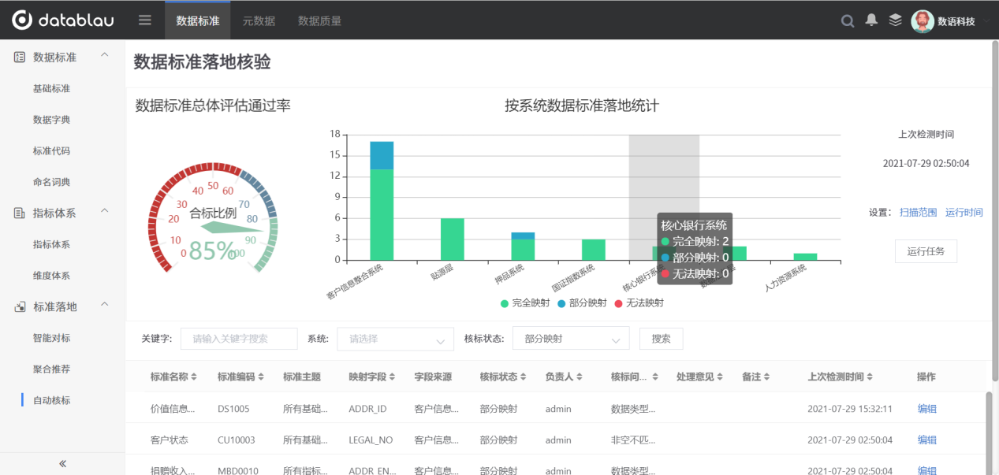 datablau
数据标准
元数据
数据质量
数语科技
数据标准
基础标准
数据字典
标准代码
命名词典
指标体系
指标体系
维度体系
标准落地
智能对标
聚合推荐
自动核标
数据标准落地核验
数据标准总体评估通过率
0
10
20
30
40
50
60
70
80
90
合标比例
85%
按系统数据标准落地统计
18
15
12
9
6
3
0
客户信息整合系统
贴源层
押品系统
国证指数系统
核心银行系统
人力资源系统
核心银行系统
完全映射: 2
部分映射: 0
无法映射: 0
完全映射 部分映射 无法映射
上次检测时间
2021-07-29 02:50:04
设置: 扫描范围 运行时间
运行任务
关键字: 请输入关键字搜索 系统: 请选择 核标状态: 部分映射 搜索
标准名称 标准编码 标准主题 映射字段 字段来源 核标状态 负责人 核标问... 处理意见 备注 上次检测时间 操作
价值信息... DS1005 所有基础... ADDR_ID 客户信息... 部分映射 admin 数据类型... 2021-07-29 15:32:11 编辑
客户状态 CU10003 所有基础... LEGAL_NO 客户信息... 部分映射 admin 非空不匹... 2021-07-29 02:50:04 编辑
捐赠收入... MBD0010 所有指标... ADDR_EN... 客户信息... 部分映射 admin 数据类型... 2021-07-29 02:50:04 编辑